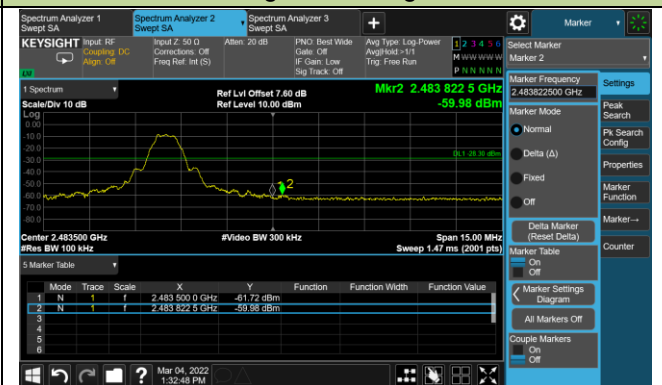 Spectrum Analyzer 1
Swept SA
Spectrum Analyzer 2
Swept SA
Spectrum Analyzer 3
Swept SA
+
Marker
KEYSIGHT
Input: RF
Coupling: DC
Align: Off
Input Z: 50 Ω
Corrections: Off
Freq Ref: Int (S)
Atten: 20 dB
PNO: Best Wide
Gate: Off
IF Gain: Low
Sig Track: Off
Avg Type: Log-Power
Avg|Hold:>1/1
Trig: Free Run
1 2 3 4 5 6
M W W W W W
P N N N N N
Select Marker
Marker 2
1 Spectrum
Scale/Div 10 dB
Ref Lvl Offset 7.60 dB
Ref Level 10.00 dBm
Mkr2 2.483 822 5 GHz
-59.98 dBm
Log
0.00
-10.0
-20.0
-30.0
-40.0
-50.0
-60.0
-70.0
-80.0
DL1 -28.30 dBm
2
Center 2.483500 GHz
#Res BW 100 kHz
#Video BW 300 kHz
Span 15.00 MHz
Sweep 1.47 ms (2001 pts)
5 Marker Table
Mode Trace Scale X Y Function Function Width Function Value
1 N 1 f 2.483 500 0 GHz -61.72 dBm
2 N 1 f 2.483 822 5 GHz -59.98 dBm
3
4
5
6
Marker Frequency
2.483822500 GHz
Marker Mode
Normal
Delta (Δ)
Fixed
Off
Delta Marker
(Reset Delta)
Marker Table
On
Off
Marker Settings
Diagram
All Markers Off
Couple Markers
On
Off
Settings
Peak
Search
Pk Search
Config
Properties
Marker
Function
Marker→
Counter
?
Mar 04, 2022
1:32:48 PM